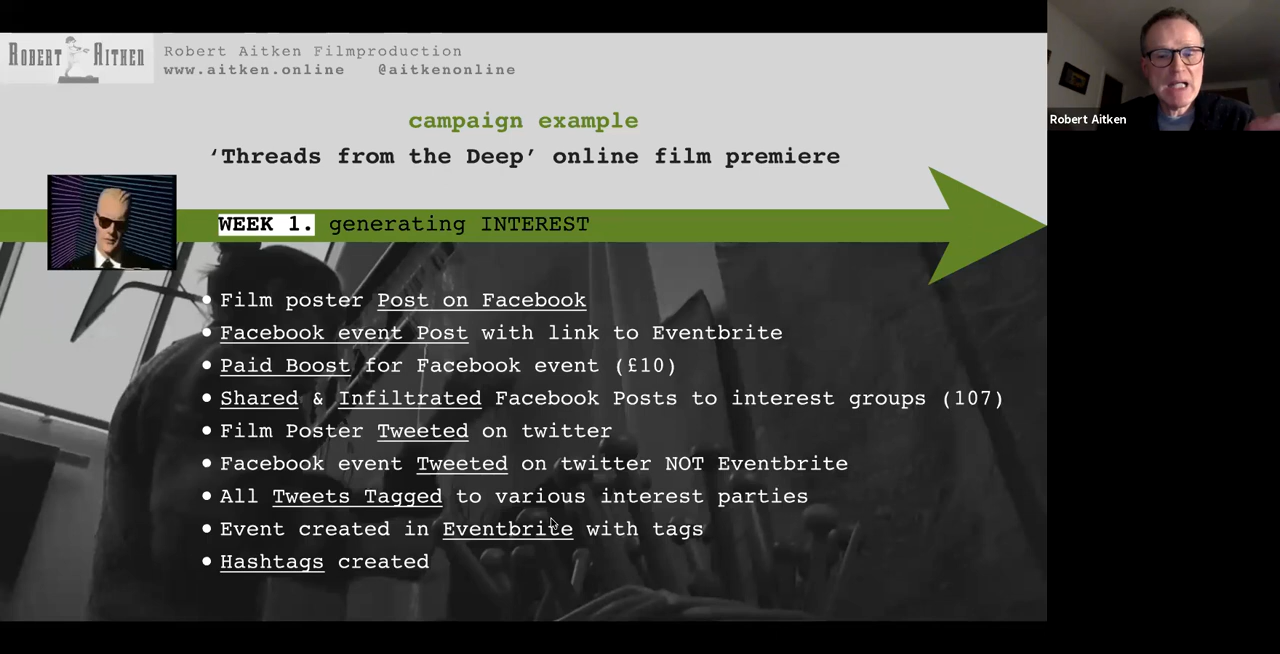 ROBERT AITKEN
Robert Aitken Filmproduction
www.aitken.online @aitkenonline
campaign example
‘Threads from the Deep’ online film premiere
WEEK 1. generating INTEREST
• Film poster Post on Facebook
• Facebook event Post with link to Eventbrite
• Paid Boost for Facebook event (£10)
• Shared & Infiltrated Facebook Posts to interest groups (107)
• Film Poster Tweeted on twitter
• Facebook event Tweeted on twitter NOT Eventbrite
• All Tweets Tagged to various interest parties
• Event created in Eventbrite with tags
• Hashtags created
Robert Aitken